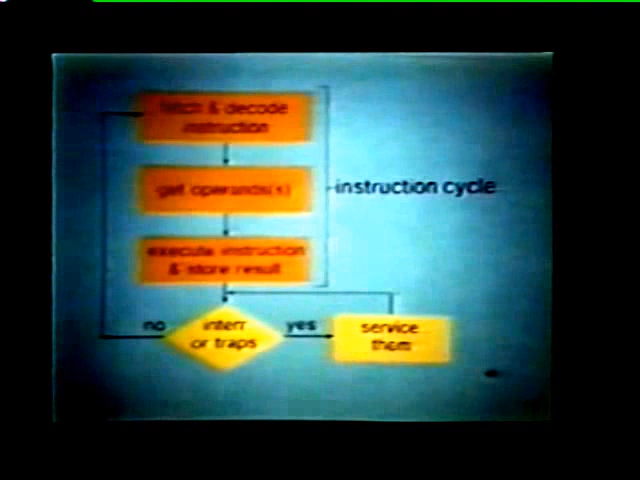 fetch & decode
instruction
get operands(s)
instruction cycle
execute instruction
& store result
no
interr
or traps
yes
service
them